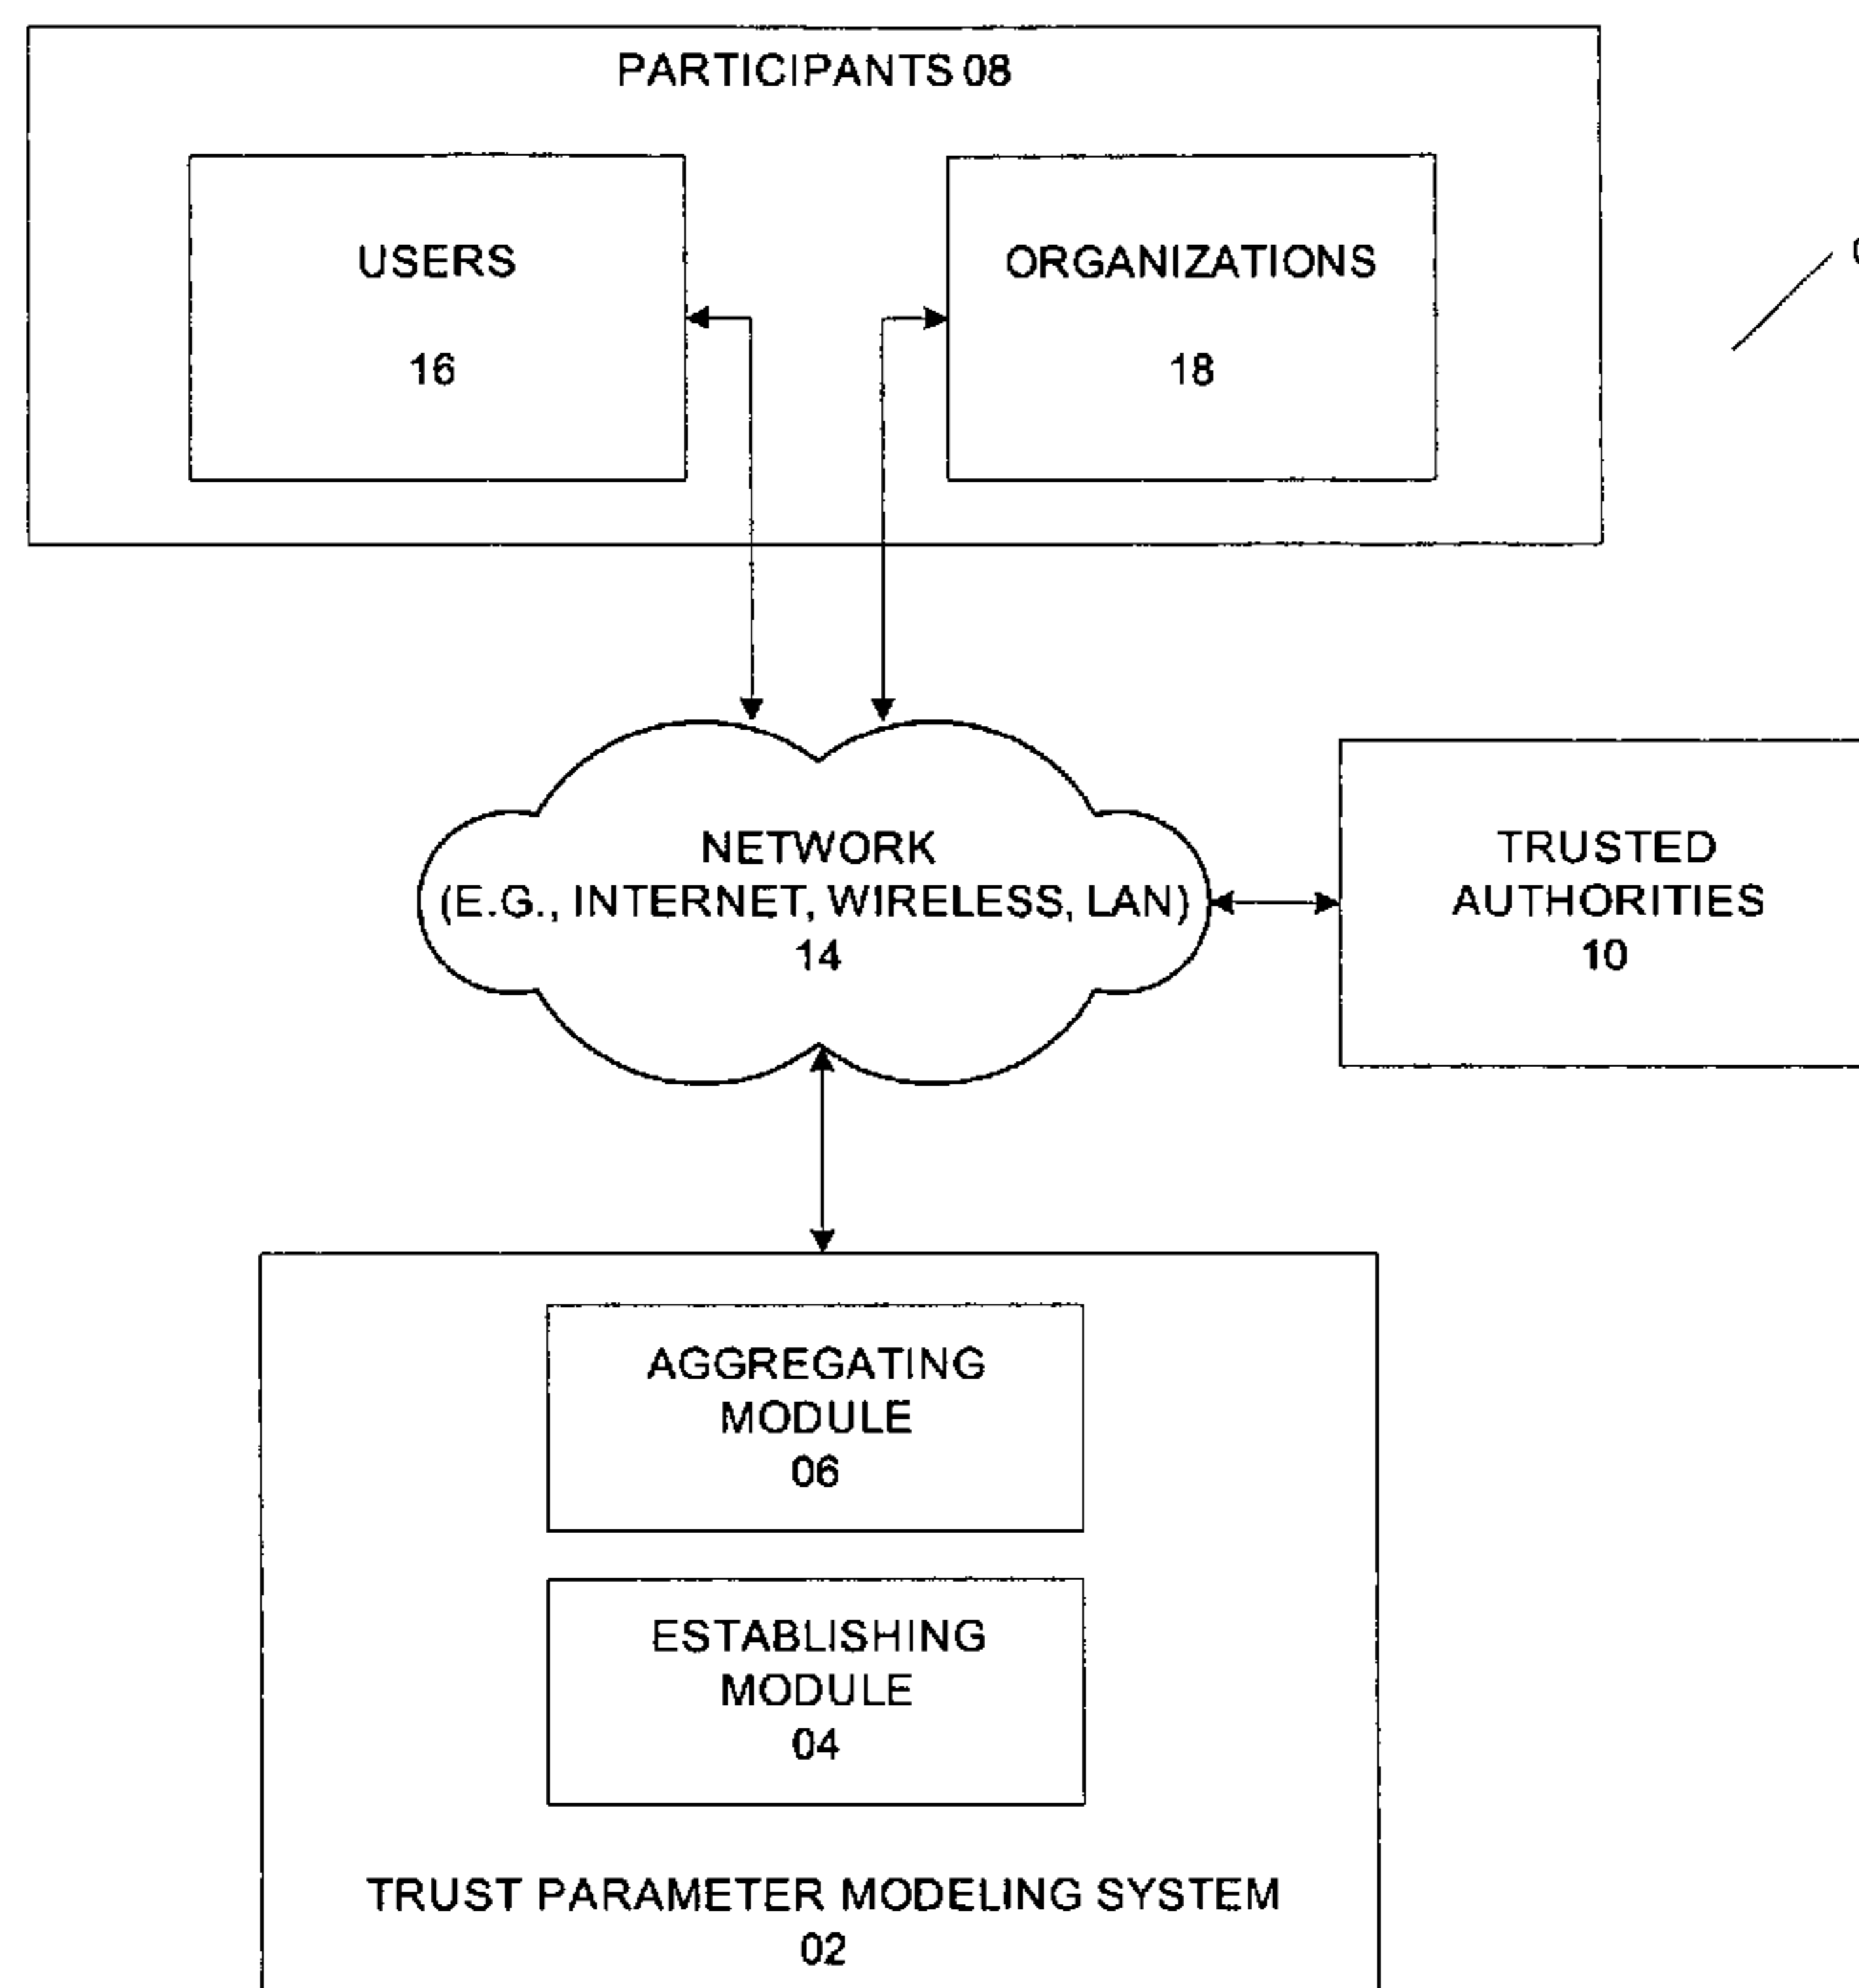 PARTICIPANTS 08
USERS
16
ORGANIZATIONS
18
NETWORK
(E.G., INTERNET, WIRELESS, LAN)
14
TRUSTED
AUTHORITIES
10
AGGREGATING
MODULE
06
ESTABLISHING
MODULE
04
TRUST PARAMETER MODELING SYSTEM
02